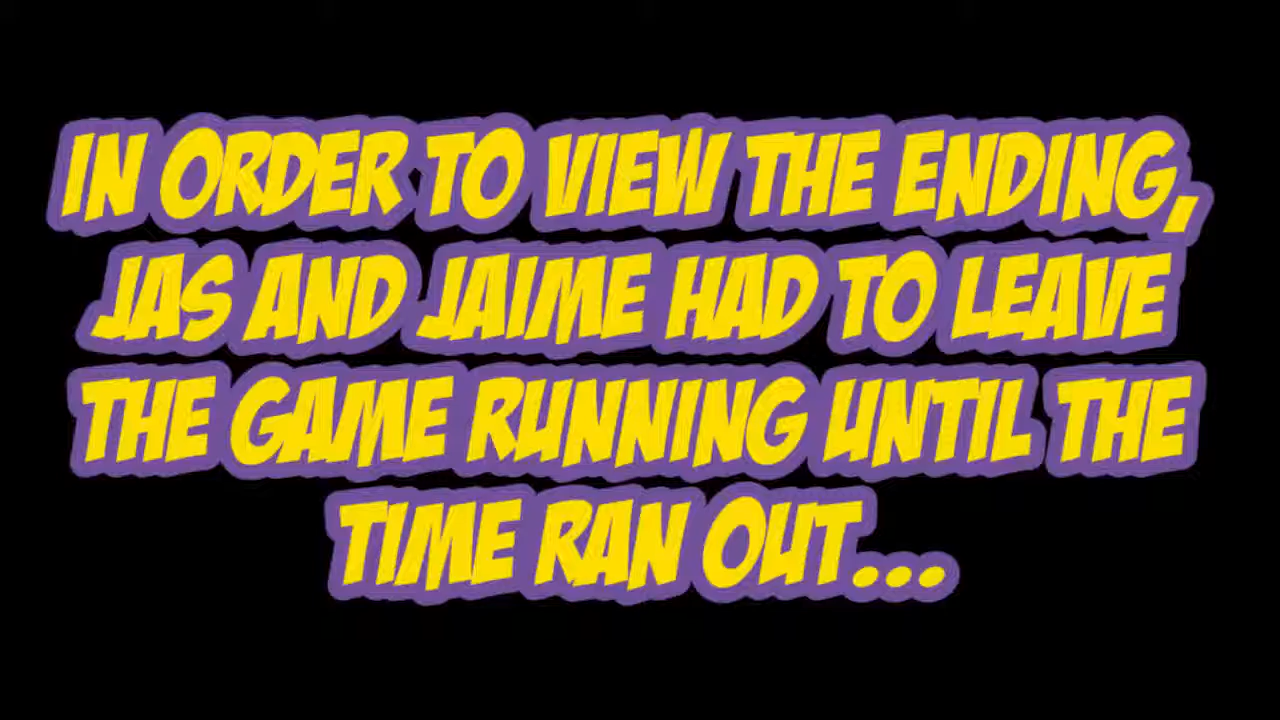 IN ORDER TO VIEW THE ENDING,
JAS AND JAIME HAD TO LEAVE
THE GAME RUNNING UNTIL THE
TIME RAN OUT...